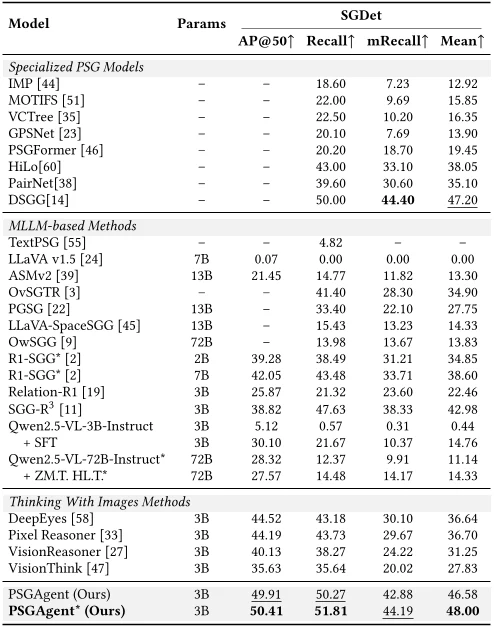 Model Params SGDet
AP@50↑ Recall↑ mRecall↑ Mean↑
Specialized PSG Models
IMP [44] – – 18.60 7.23 12.92
MOTIFS [51] – – 22.00 9.69 15.85
VCTree [35] – – 22.50 10.20 16.35
GPSNet [23] – – 20.10 7.69 13.90
PSGFormer [46] – – 20.20 18.70 19.45
HiLo[60] – – 43.00 33.10 38.05
PairNet[38] – – 39.60 30.60 35.10
DSGG[14] – – 50.00 44.40 47.20
MLLM-based Methods
TextPSG [55] – – 4.82 – –
LLaVA v1.5 [24] 7B 0.07 0.00 0.00 0.00
ASMv2 [39] 13B 21.45 14.77 11.82 13.30
OvSGTR [3] – – 41.40 28.30 34.90
PGSG [22] 13B – 33.40 22.10 27.75
LLaVA-SpaceSGG [45] 13B – 15.43 13.23 14.33
OwSGG [9] 72B – 13.98 13.67 13.83
R1-SGG* [2] 2B 39.28 38.49 31.21 34.85
R1-SGG* [2] 7B 42.05 43.48 33.71 38.60
Relation-R1 [19] 3B 25.87 21.32 23.60 22.46
SGG-R³ [11] 3B 38.82 47.63 38.33 42.98
Qwen2.5-VL-3B-Instruct 3B 5.12 0.57 0.31 0.44
+ SFT 3B 30.10 21.67 10.37 14.76
Qwen2.5-VL-72B-Instruct* 72B 28.32 12.37 9.91 11.14
+ ZM.T. HL.T.* 72B 27.57 14.48 14.17 14.33
Thinking With Images Methods
DeepEyes [58] 3B 44.52 43.18 30.10 36.64
Pixel Reasoner [33] 3B 44.19 43.73 29.67 36.70
VisionReasoner [27] 3B 40.13 38.27 24.22 31.25
VisionThink [47] 3B 35.63 35.64 20.02 27.83
PSGAgent (Ours) 3B 49.91 50.27 42.88 46.58
PSGAgent* (Ours) 3B 50.41 51.81 44.19 48.00